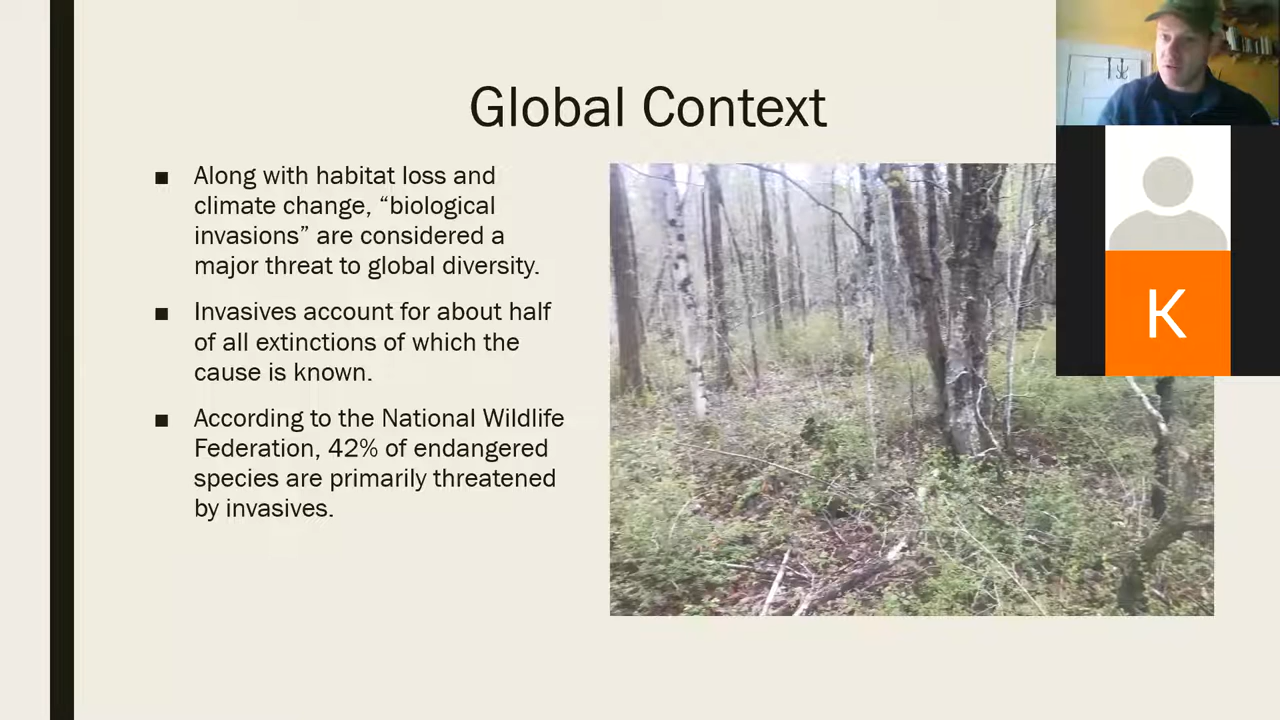 Global Context
■ Along with habitat loss and
climate change, “biological
invasions” are considered a
major threat to global diversity.
■ Invasives account for about half
of all extinctions of which the
cause is known.
■ According to the National Wildlife
Federation, 42% of endangered
species are primarily threatened
by invasives.
K